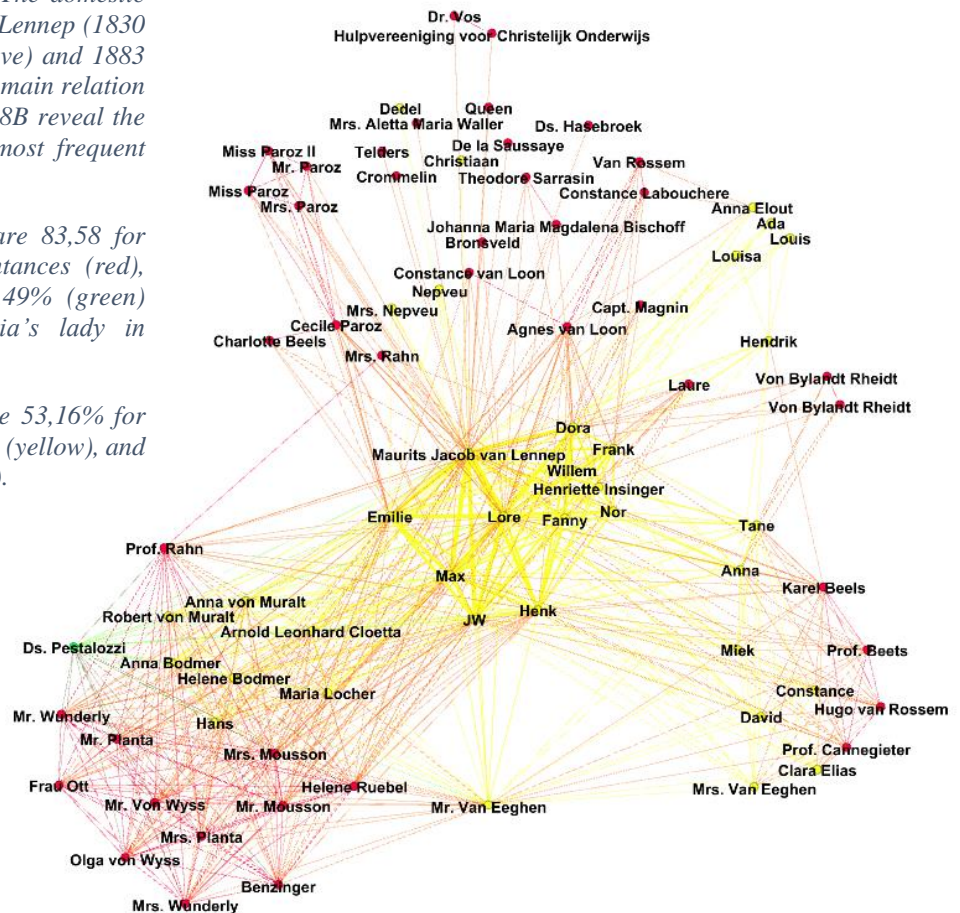 The domestic
Lennep (1830
ve) and 1883
main relation
8B reveal the
most frequent
are 83,58 for
ntances (red),
49% (green)
ia's lady in
e 53,16% for
(yellow), and
).
Dr. Vos
Hulpvereeniging voor Christelijk Onderwijs
Dedel
Queen
Mrs. Aletta Maria Waller
Ds. Hasebroek
De la Saussaye
Miss Paroz II
Telders
Christiaan
Van Rossem
Mr. Paroz
Crommelin
Theodore Sarrasin
Miss Paroz
Constance Labouchere
Mrs. Paroz
Anna Elout
Ada
Johanna Maria Magdalena Bischoff
Louis
Bronsveld
Louisa
Constance van Loon
Nepveu
Mrs. Nepveu
Capt. Magnin
Cecile Paroz
Agnes van Loon
Charlotte Beels
Hendrik
Mrs. Rahn
Laure
Von Bylandt Rheidt
Von Bylandt Rheidt
Dora
Maurits Jacob van Lennep
Frank
Willem
Henriette Insinger
Emilie
Lore
Fanny
Nor
Tane
Prof. Rahn
Max
Anna
Karel Beels
Anna von Muralt
Robert von Muralt
Henk
JW
Arnold Leonhard Cloetta
Ds. Pestalozzi
Miek
Prof. Beets
Anna Bodmer
Helene Bodmer
Maria Locher
Constance
Hugo van Rossem
Mr. Wunderly
Hans
David
Mr. Planta
Mrs. Mousson
Prof. Cannegieter
Clara Elias
Frau Ott
Helene Ruebel
Mrs. Van Eeghen
Mr. Von Wyss
Mr. Mousson
Mr. Van Eeghen
Mrs. Planta
Olga von Wyss
Benzinger
Mrs. Wunderly